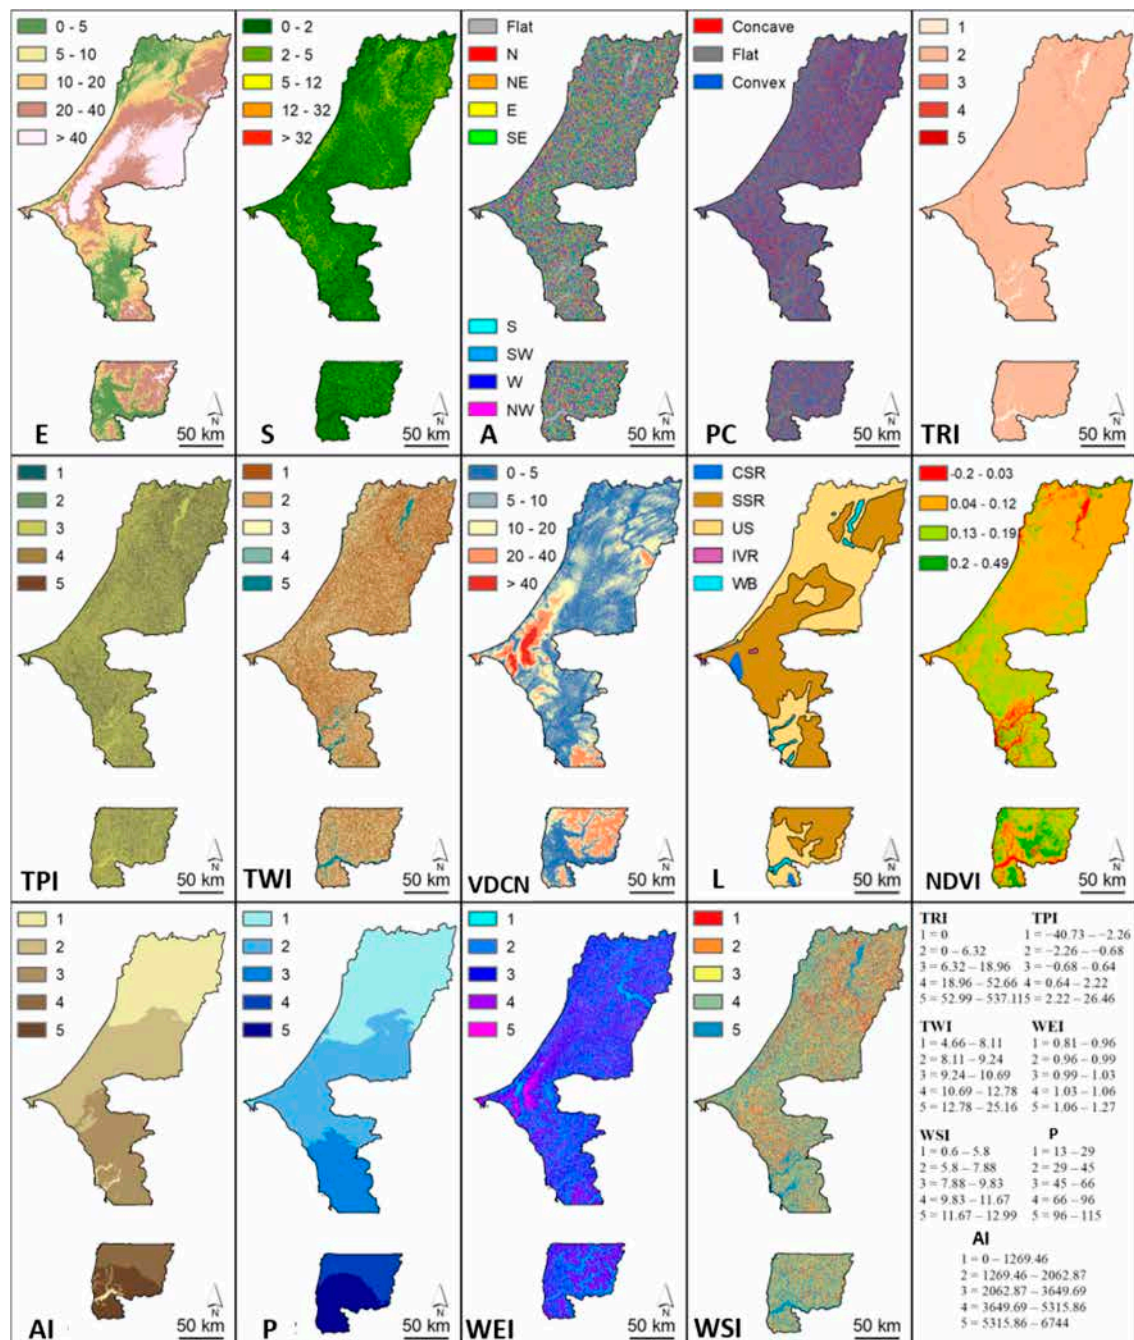 0 - 5
5 - 10
10 - 20
20 - 40
> 40
E
N
50 km
0 - 2
2 - 5
5 - 12
12 - 32
> 32
S
N
50 km
Flat
N
NE
E
SE
S
SW
W
NW
A
N
50 km
Concave
Flat
Convex
PC
N
50 km
1
2
3
4
5
TRI
N
50 km
1
2
3
4
5
TPI
N
50 km
1
2
3
4
5
TWI
N
50 km
0 - 5
5 - 10
10 - 20
20 - 40
> 40
VDCN
N
50 km
CSR
SSR
US
IVR
WB
L
N
50 km
-0.2 - 0.03
0.04 - 0.12
0.13 - 0.19
0.2 - 0.49
NDVI
N
50 km
1
2
3
4
5
AI
N
50 km
1
2
3
4
5
P
N
50 km
1
2
3
4
5
WEI
N
50 km
1
2
3
4
5
WSI
N
50 km
TRI TPI
1 = 0 1 = −40.73 – −2.26
2 = 0 – 6.32 2 = −2.26 – −0.68
3 = 6.32 – 18.96 3 = −0.68 – 0.64
4 = 18.96 – 52.66 4 = 0.64 – 2.22
5 = 52.99 – 537.115 = 2.22 – 26.46
TWI WEI
1 = 4.66 – 8.11 1 = 0.81 – 0.96
2 = 8.11 – 9.24 2 = 0.96 – 0.99
3 = 9.24 – 10.69 3 = 0.99 – 1.03
4 = 10.69 – 12.78 4 = 1.03 – 1.06
5 = 12.78 – 25.16 5 = 1.06 – 1.27
WSI P
1 = 0.6 – 5.8 1 = 13 – 29
2 = 5.8 – 7.88 2 = 29 – 45
3 = 7.88 – 9.83 3 = 45 – 66
4 = 9.83 – 11.67 4 = 66 – 96
5 = 11.67 – 12.99 5 = 96 – 115
AI
1 = 0 – 1269.46
2 = 1269.46 – 2062.87
3 = 2062.87 – 3649.69
4 = 3649.69 – 5315.86
5 = 5315.86 – 6744